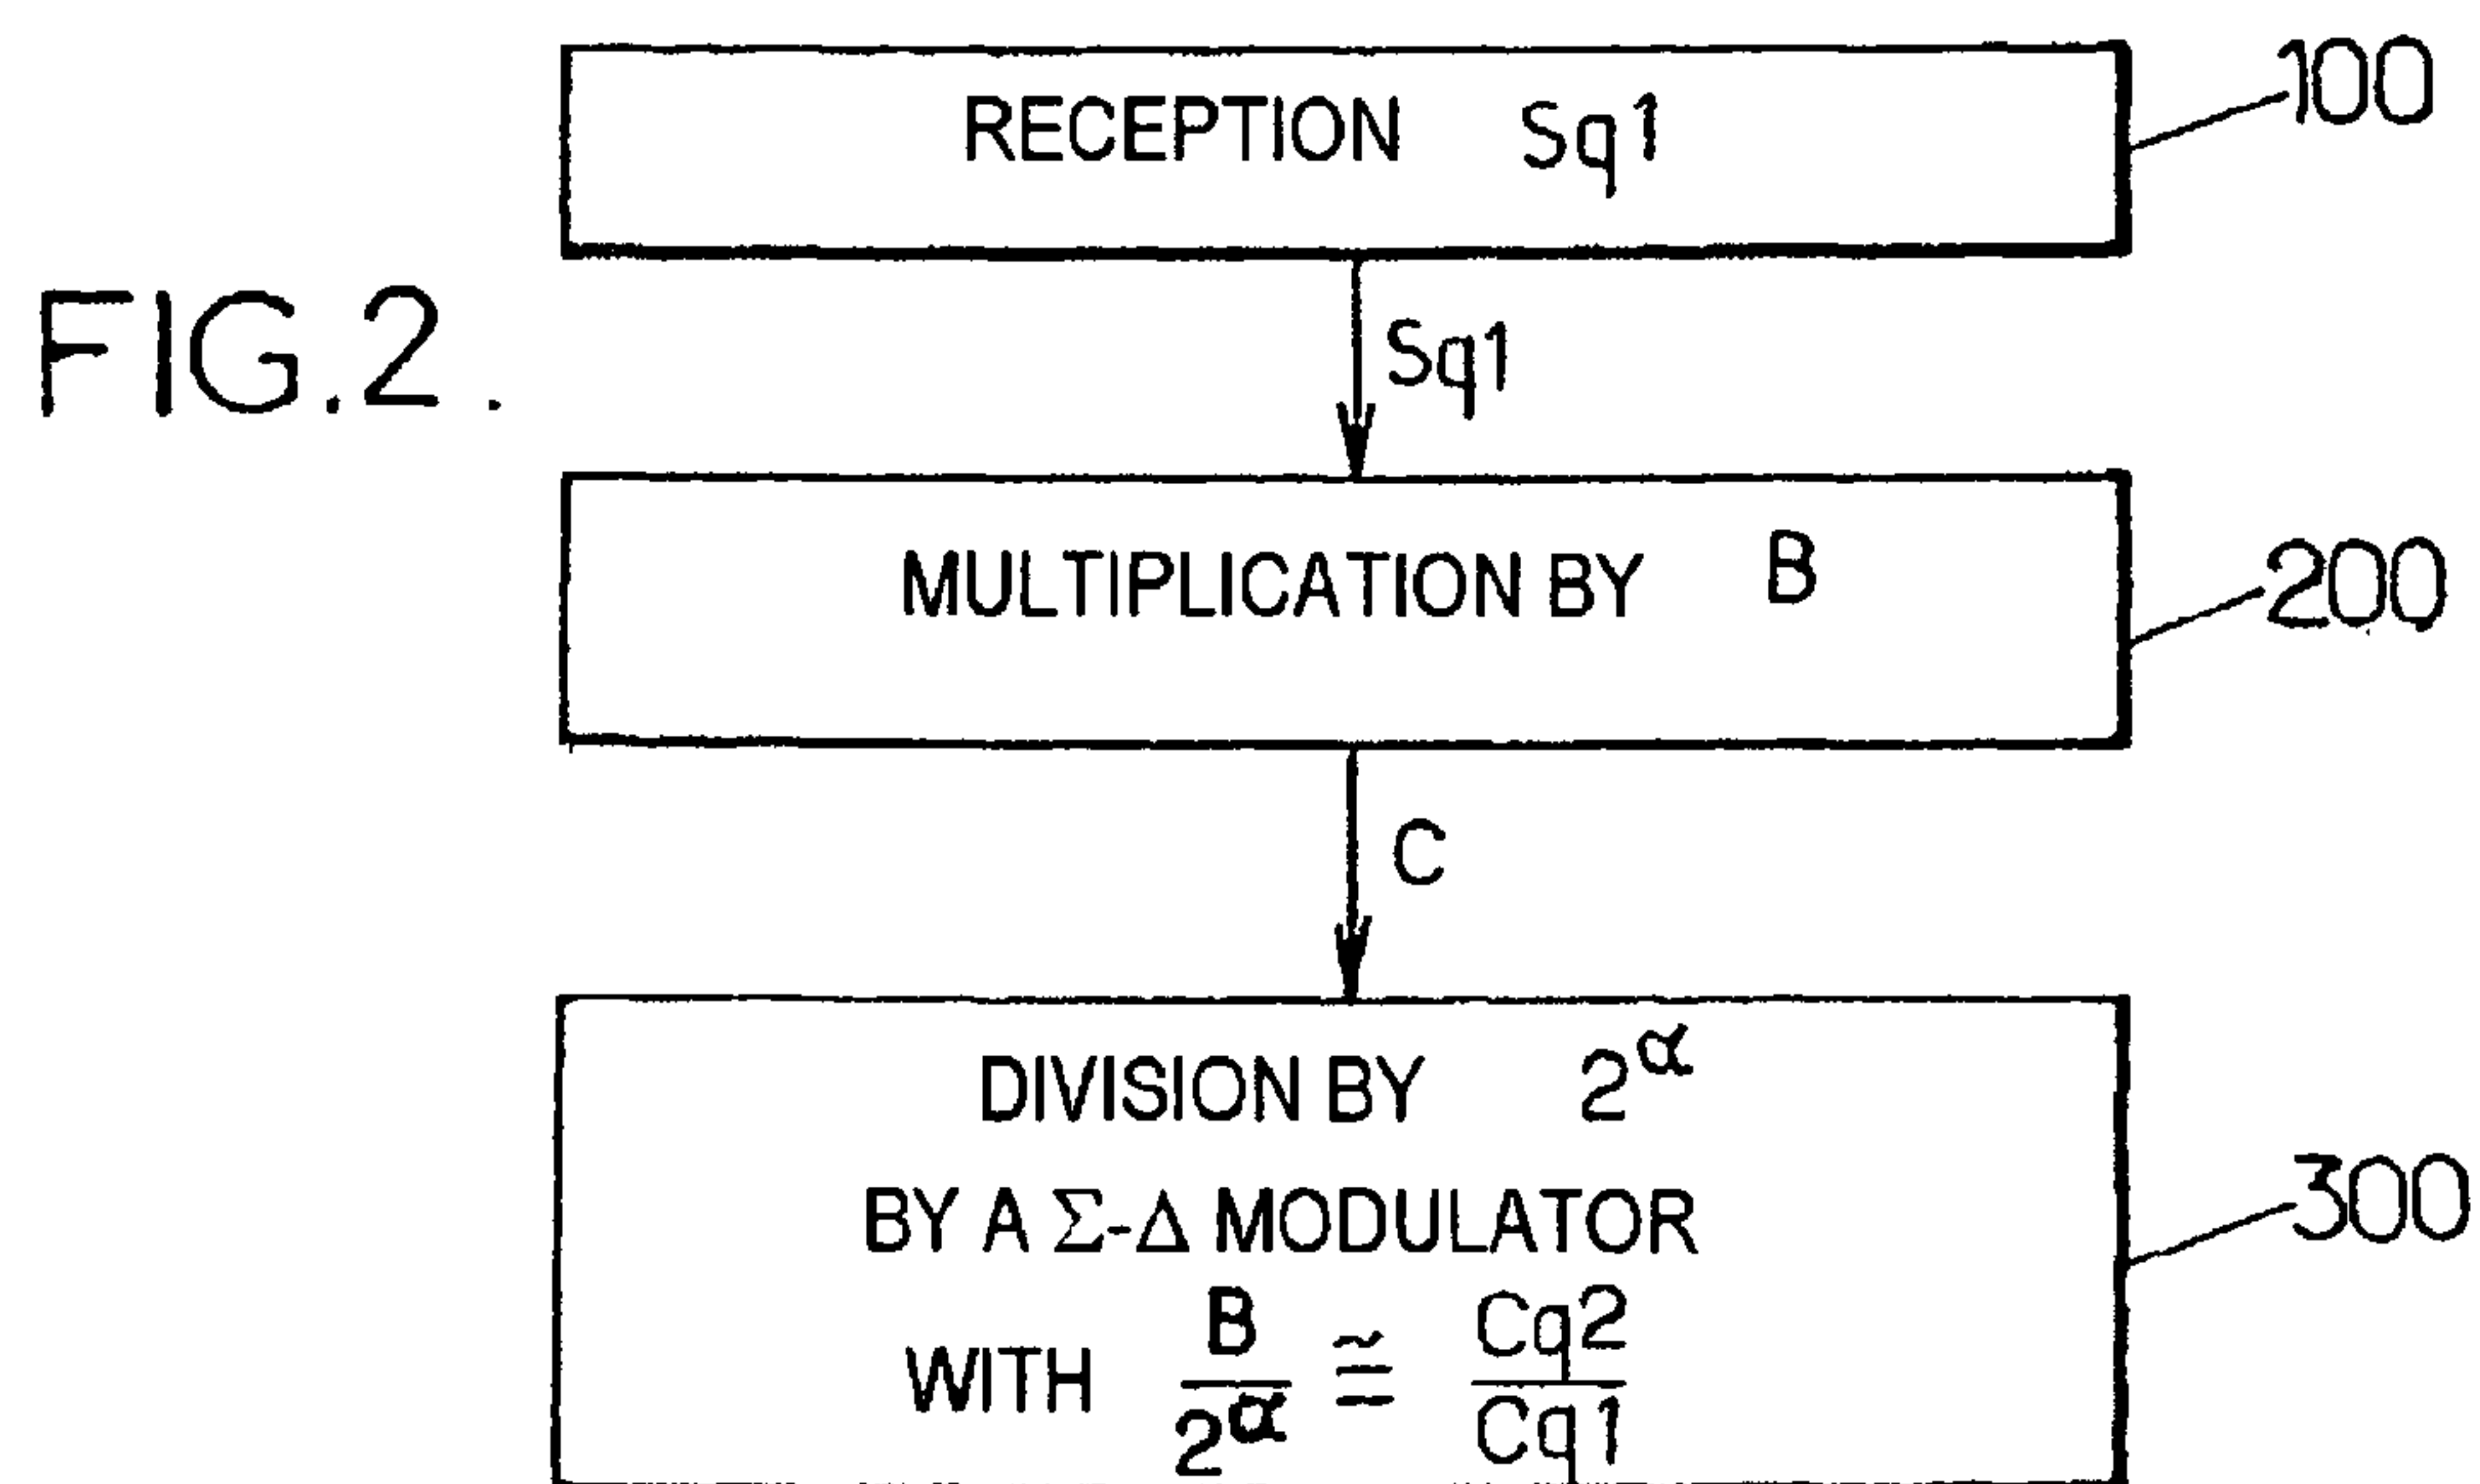 RECEPTION Sq1
100
FIG.2.
Sq1
MULTIPLICATION BY B
200
C
DIVISION BY 2^α
BY A Σ-Δ MODULATOR
300
WITH B/2^α ≅ Cq2/Cq1